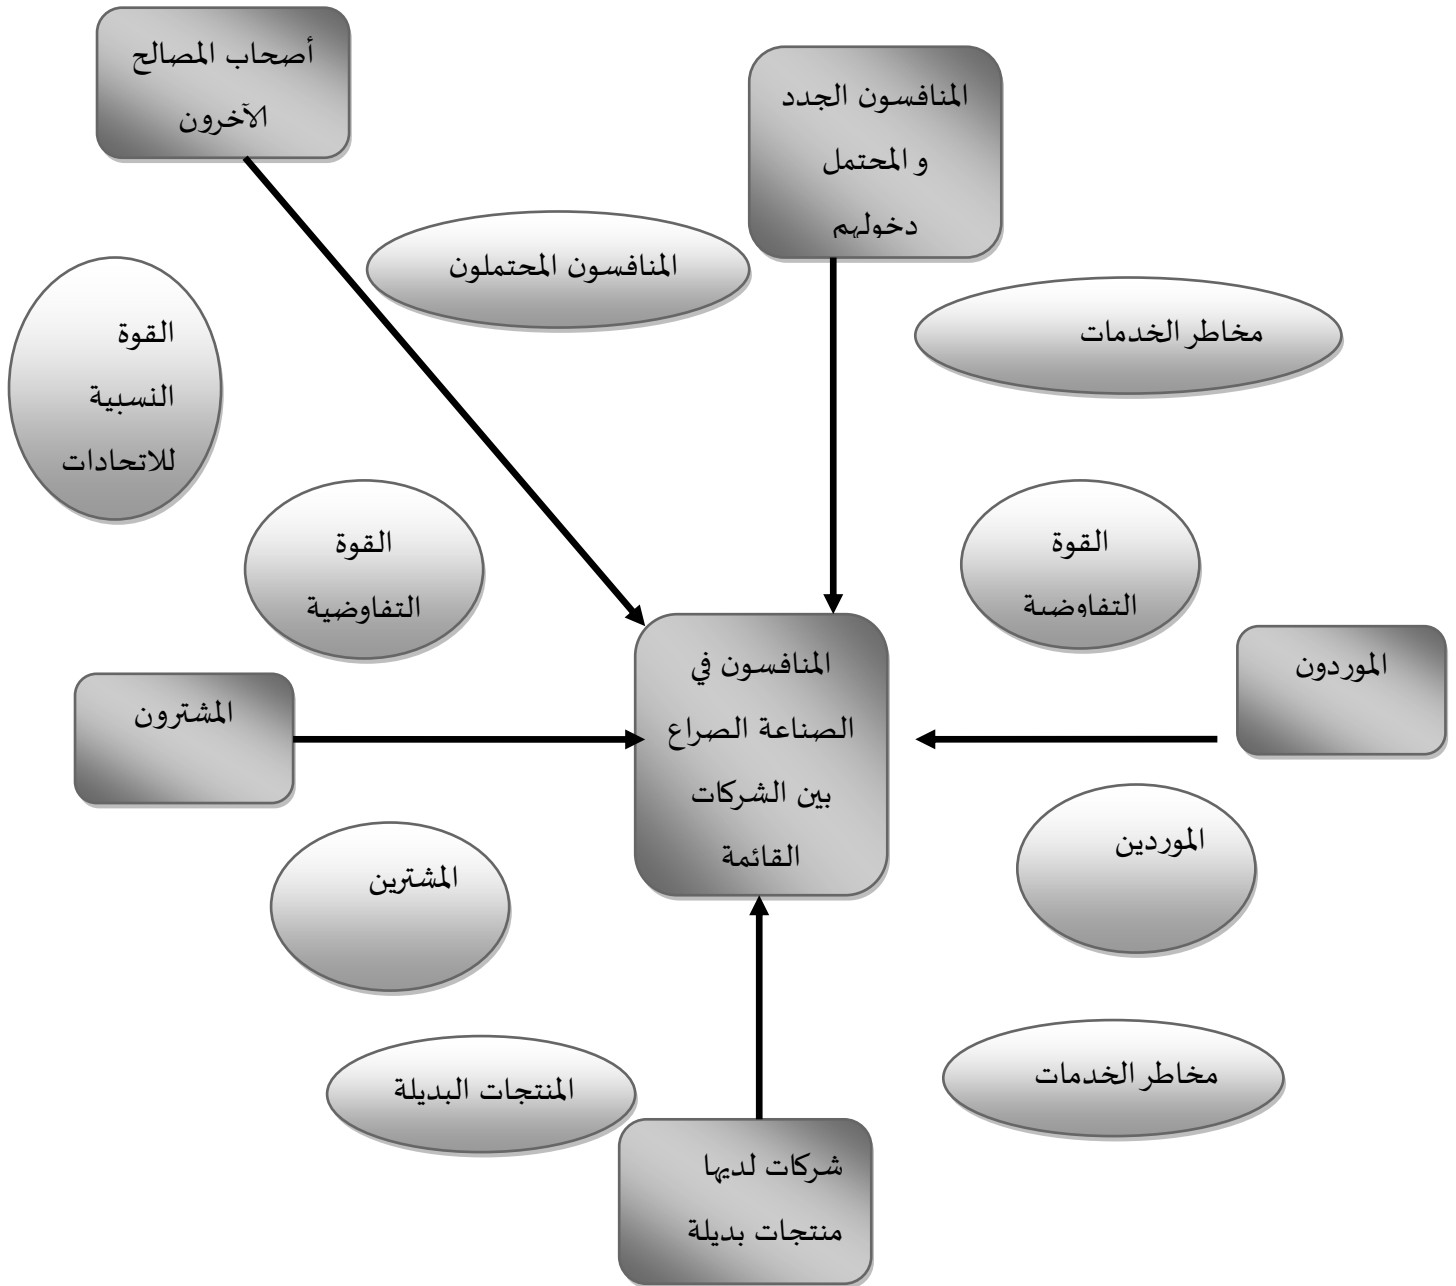 أصحاب المصالح
الآخرون
المنافسون الجدد
و المحتمل
دخولهم
المنافسون المحتملون
مخاطر الخدمات
القوة
النسبية
للاتحادات
القوة
التفاوضية
القوة
التفاوضية
الموردون
المنافسون في
الصناعة الصراع
بين الشركات
القائمة
المشترون
الموردين
المشترين
مخاطر الخدمات
المنتجات البديلة
شركات لديها
منتجات بديلة